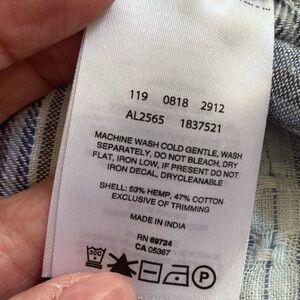 119 0818 2912
AL2565 1837521
MACHINE WASH COLD GENTLE, WASH
SEPARATELY, DO NOT BLEACH, DRY
FLAT, IRON LOW, IF PRESENT DO NOT
IRON DECAL, DRYCLEANABLE
SHELL: 53% HEMP, 47% COTTON
EXCLUSIVE OF TRIMMING
MADE IN INDIA
RN 69724
CA 05367
P